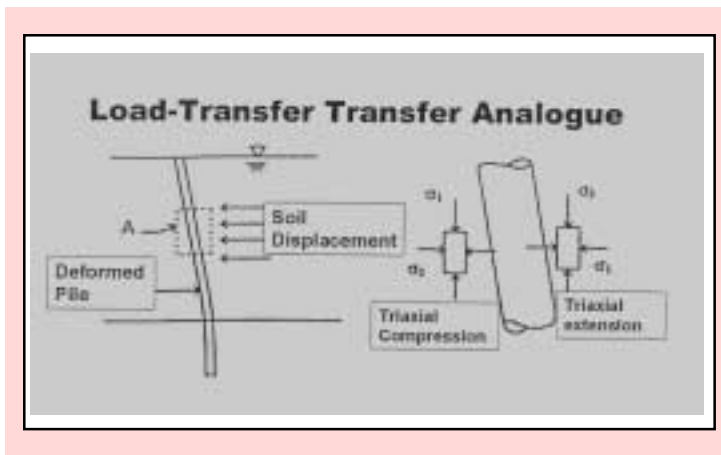 Load-Transfer Transfer Analogue
A
Soil
Displacement
Deformed
Pile
Triaxial
Compression
Triaxial
extension